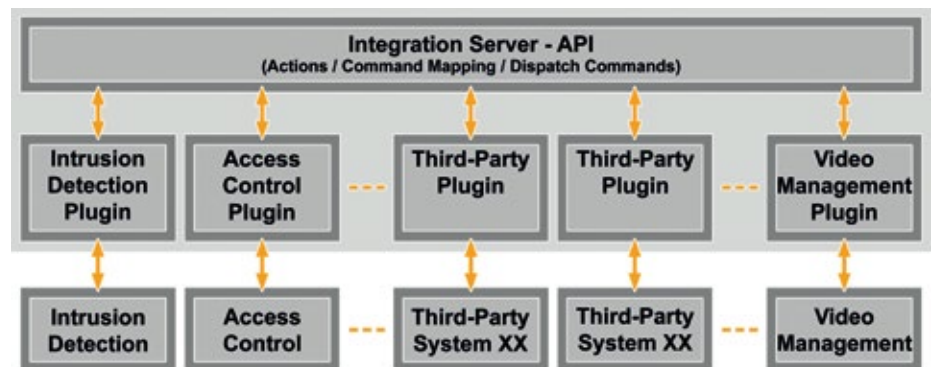 Integration Server - API
(Actions / Command Mapping / Dispatch Commands)
Intrusion
Detection
Plugin
Access
Control
Plugin
Third-Party
Plugin
Third-Party
Plugin
Video
Management
Plugin
Intrusion
Detection
Access
Control
Third-Party
System XX
Third-Party
System XX
Video
Management